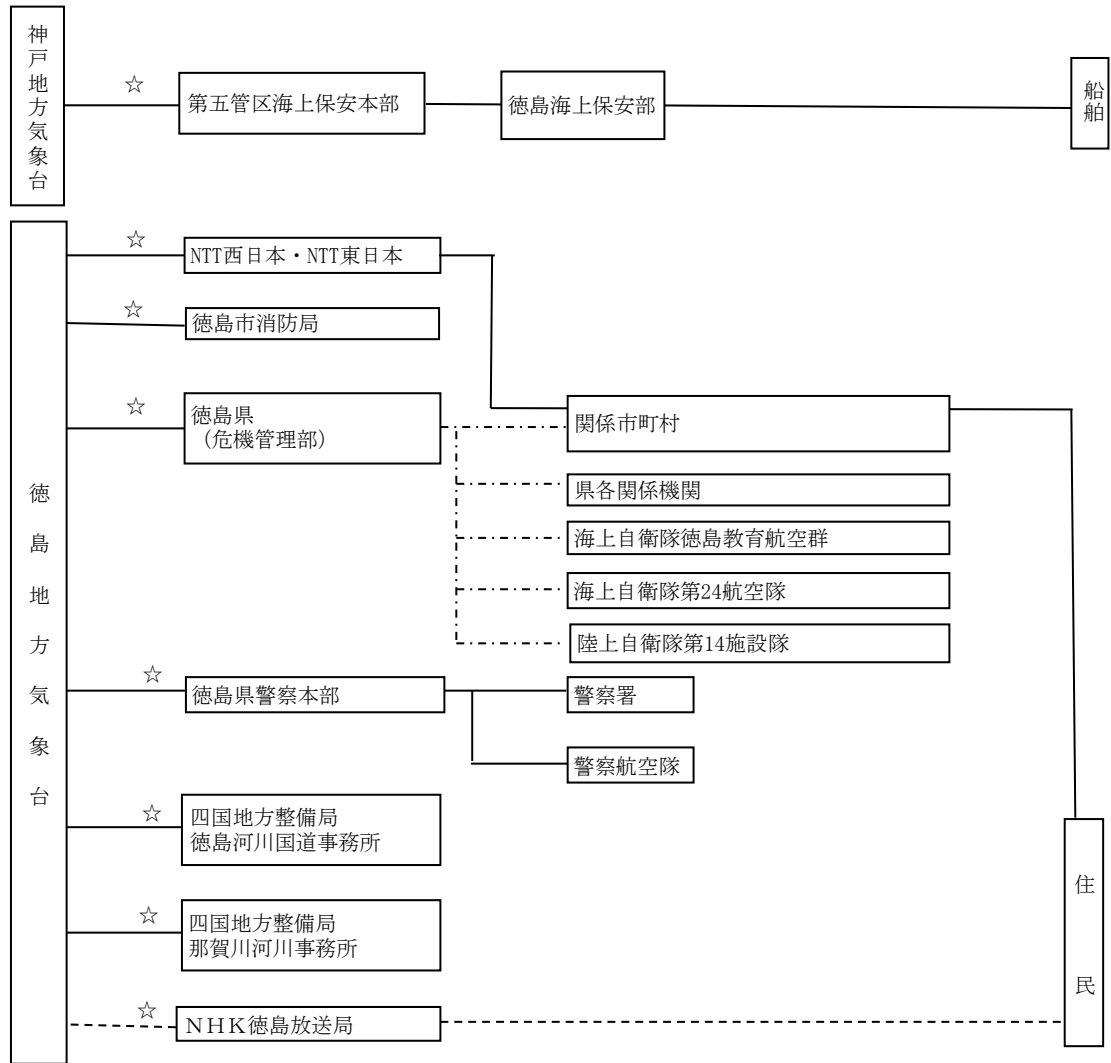 神戸地方気象台
☆
第五管区海上保安本部
徳島海上保安部
船舶
徳島地方気象台
☆
NTT西日本・NTT東日本
☆
徳島市消防局
☆
徳島県
（危機管理部）
関係市町村
県各関係機関
海上自衛隊徳島教育航空群
海上自衛隊第24航空隊
陸上自衛隊第14施設隊
☆
徳島県警察本部
警察署
警察航空隊
☆
四国地方整備局
徳島河川国道事務所
☆
四国地方整備局
那賀川河川事務所
☆
ＮＨＫ徳島放送局
住民